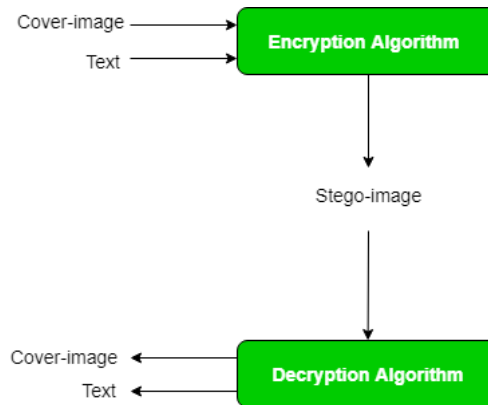 Cover-image
Encryption Algorithm
Text
Stego-image
Cover-image
Decryption Algorithm
Text